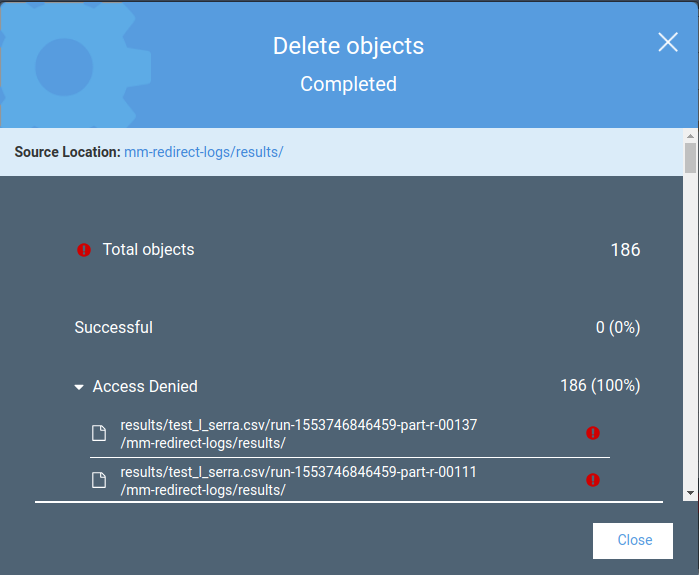 Delete objects
Completed
Source Location: mm-redirect-logs/results/
Total objects 186
Successful 0 (0%)
Access Denied 186 (100%)
results/test_l_serra.csv/run-1553746846459-part-r-00137
/mm-redirect-logs/results/
results/test_l_serra.csv/run-1553746846459-part-r-00111
/mm-redirect-logs/results/
Close